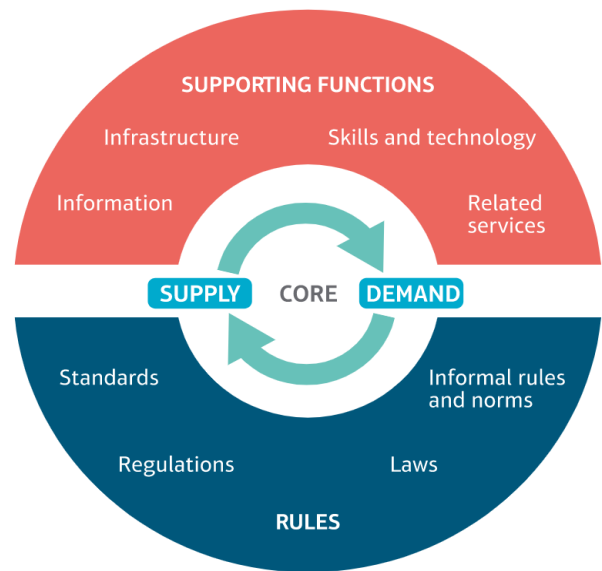 SUPPORTING FUNCTIONS
Infrastructure
Skills and technology
Information
Related
services
SUPPLY
CORE
DEMAND
Standards
Informal rules
and norms
Regulations
Laws
RULES